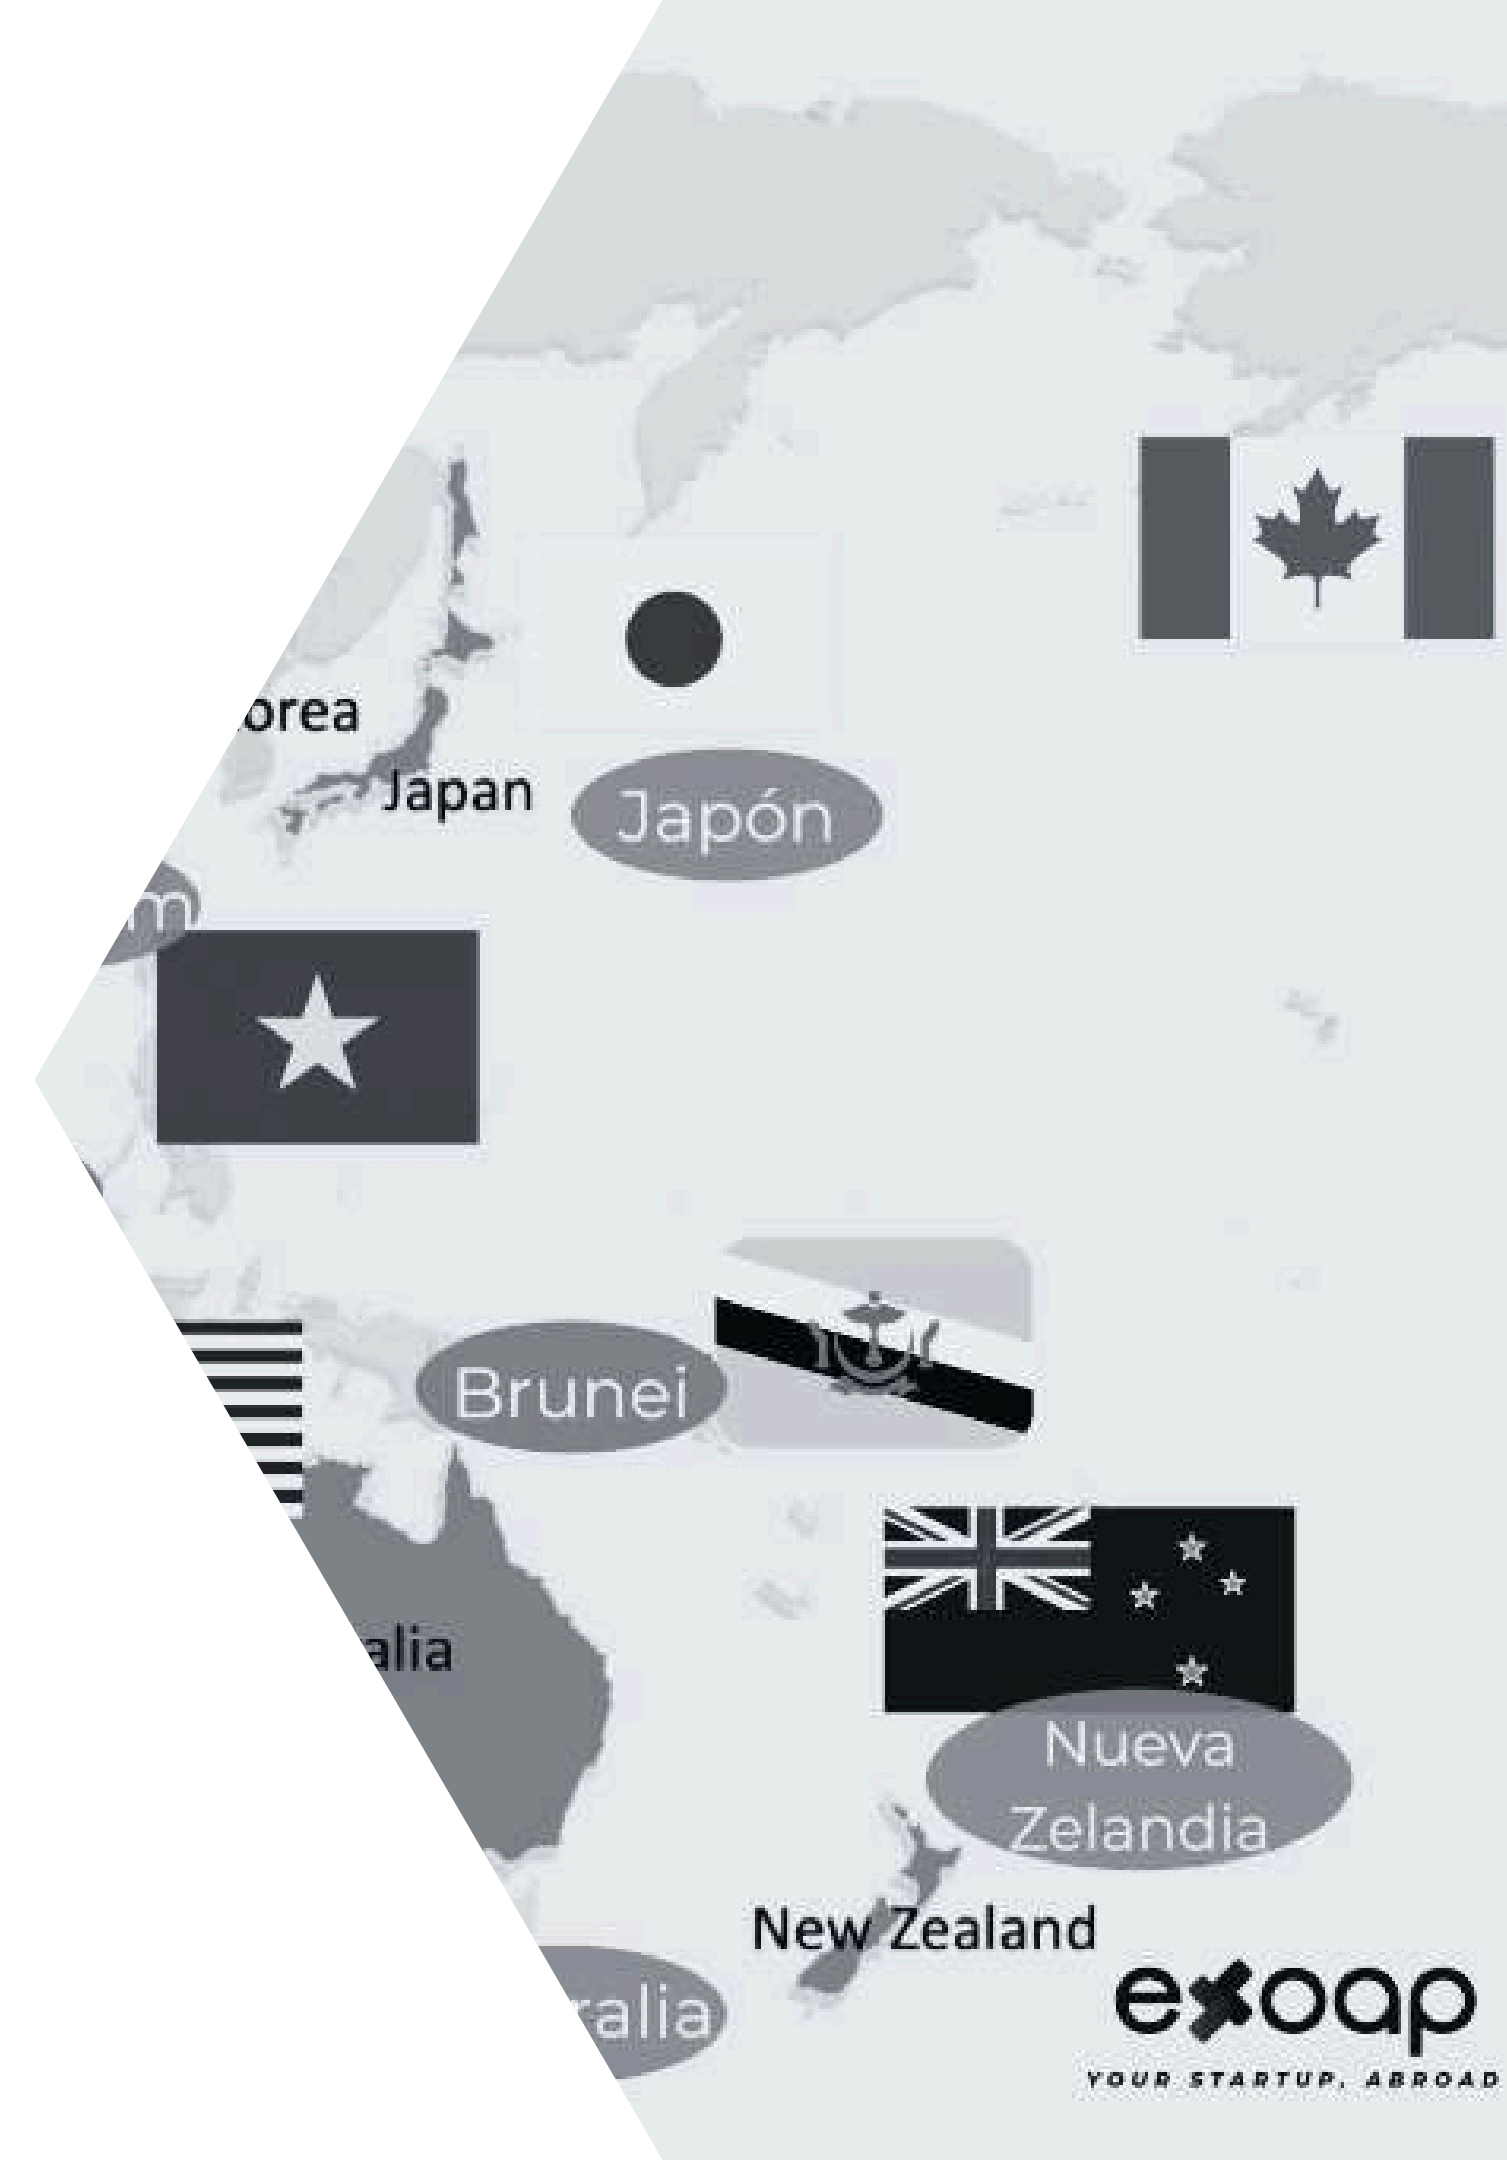 orea
Japan
Japón
m
Brunei
alia
Nueva
Zelandia
New Zealand
ralia
exoap
YOUR STARTUP, ABROAD